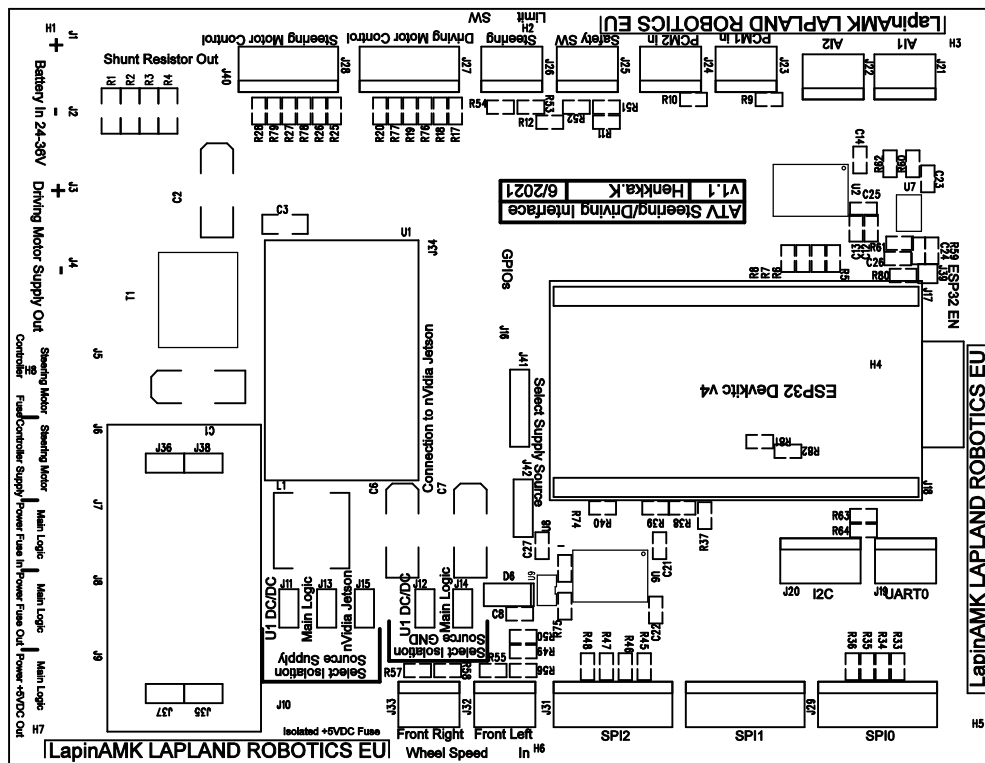 H1
J1
+
Battery In 24-36V
-
J2
Shunt Resistor Out
R1
R2
R3
R4
Steering Motor Control
J40
J28
R28
R79
R27
R78
R26
R25
Driving Motor Control
J27
R20
R77
R19
R76
R18
R17
Steering
SW
Limit
H2
J26
R54
R53
R12
Safety SW
J25
R52
R51
R11
PCM2 In
J24
R10
PCM1 In
J23
R9
LapinAMK LAPLAND ROBOTICS EU
AI2
J22
AI1
J21
H3
J3
+
Driving Motor Supply Out
J4
-
C2
C3
T1
U1
J34
Connection to nVidia Jetson
ATV Steering/Driving Interface
v1.1
Henkka.K
6/2021
GPIOs
J16
C14
U2
R62
R60
C23
U7
C25
C13
C12
R61
C26
C24
R59
R80
J39
ESP32 EN
R8
R7
R6
R5
J17
ESP32 Devkitc v4
H4
R81
R82
J18
LapinAMK LAPLAND ROBOTICS EU
J5
Steering Motor
Controller Fuse
H8
J6
Steering Motor
Controller Supply
J7
Main Logic
Power Fuse In
J8
Main Logic
Power Fuse Out
J9
Main Logic
Power +5VDC Out
H7
C1
J36
J38
J37
J35
L1
C6
C7
J41
Select Supply Source
J42
U8
C27
R74
R40
R39
R38
R37
R63
R64
J20
I2C
J19
UART0
U1 DC/DC
J11
Main Logic
J13
nVidia Jetson
J15
Select Isolation
Source Supply
U1 DC/DC
J12
Main Logic
J14
Select Isolation
Source GND
D6
C8
U9
R75
U6
C21
C22
R50
R49
R57
R58
R55
R56
R48
R47
R46
R45
R36
R35
R34
R33
J10
Isolated +5VDC Fuse
J33
Front Right
J32
Front Left
Wheel Speed In
H6
J31
SPI2
SPI1
J29
SPI0
H5
LapinAMK LAPLAND ROBOTICS EU